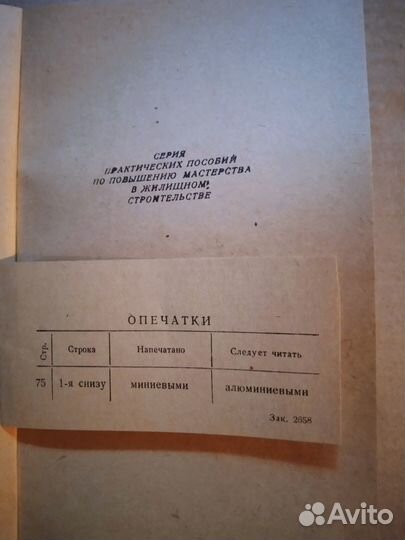 СЕРИЯ
ПРАКТИЧЕСКИХ ПОСОБИЙ
ПО ПОВЫШЕНИЮ МАСТЕРСТВА
В ЖИЛИЩНОМ
СТРОИТЕЛЬСТВЕ
ОПЕЧАТКИ
Стр. Строка Напечатано Следует читать
75 1-я снизу миниевыми алюминиевыми
Зак. 2658
Avito